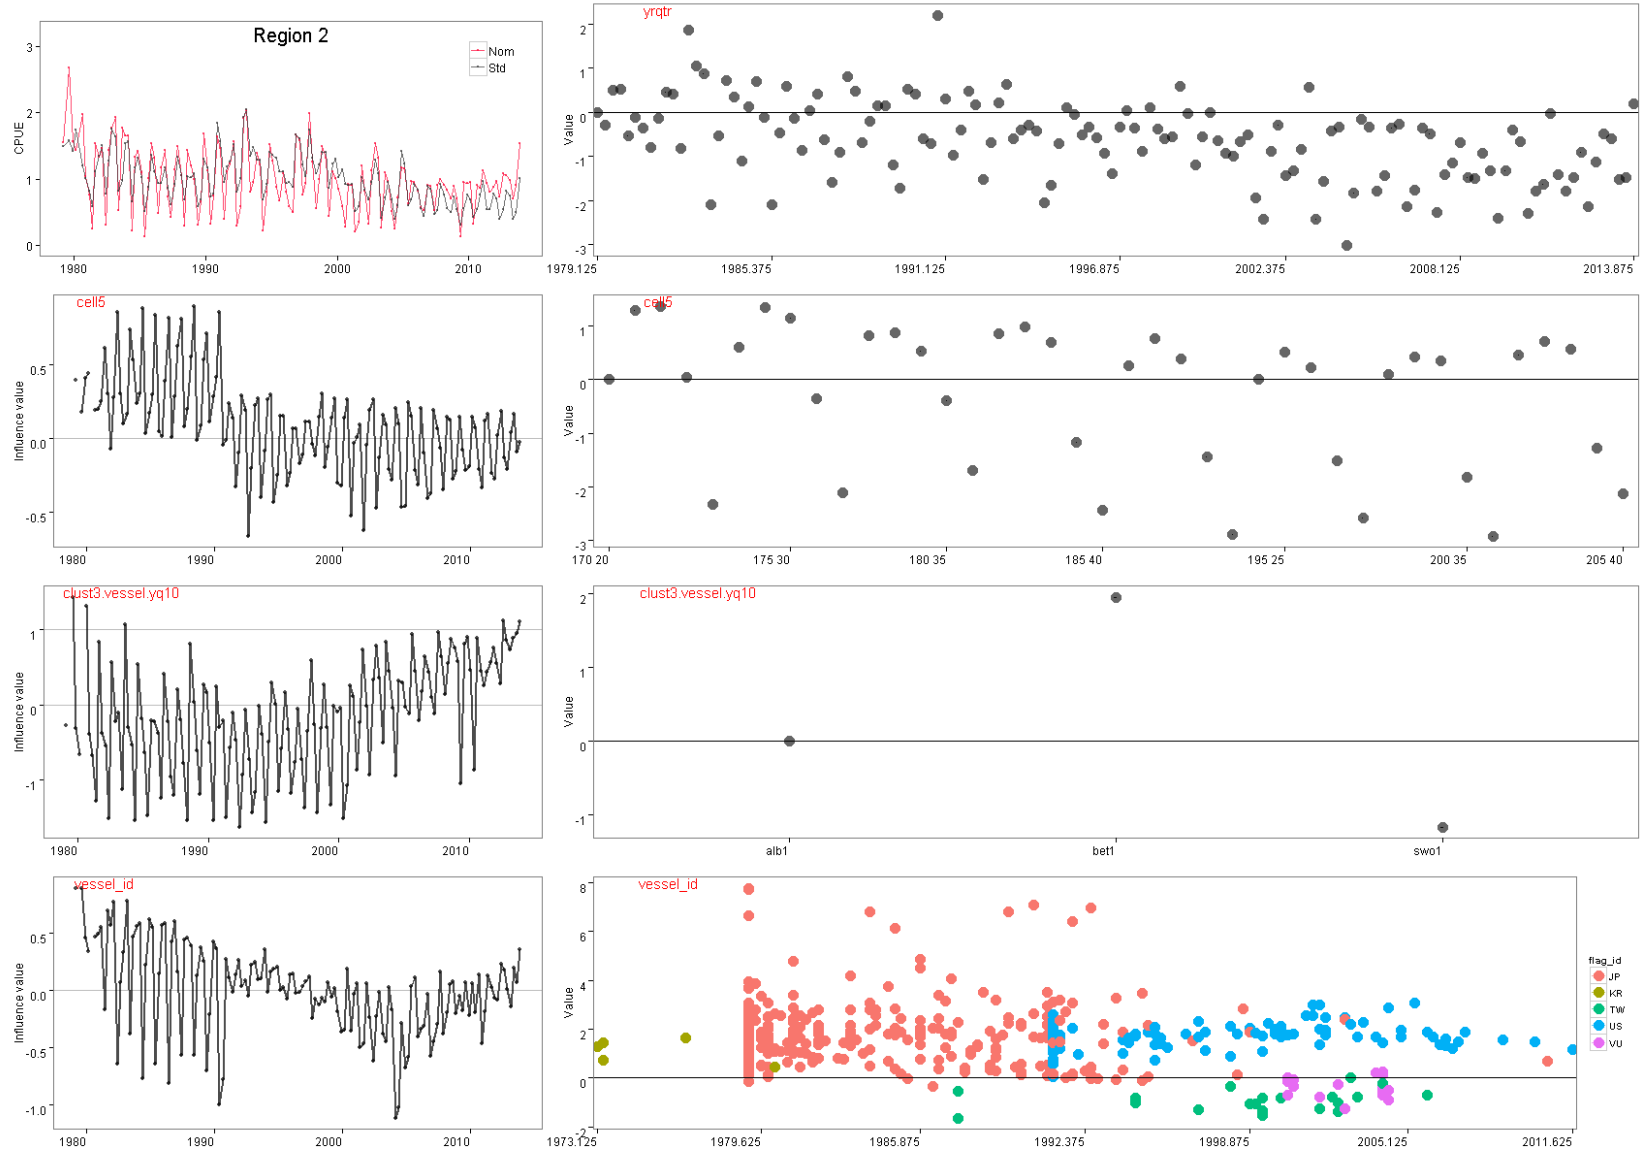 Region 2
Nom
Std
CPUE
3
2
1
0
1980
1990
2000
2010
yrqtr
Value
2
1
0
-1
-2
-3
1979.125
1985.375
1991.125
1996.875
2002.375
2008.125
2013.875
cell5
Influence value
0.5
0.0
-0.5
1980
1990
2000
2010
cell5
Value
1
0
-1
-2
-3
170 20
175 30
180 35
185 40
195 25
200 35
205 40
clust3.vessel.yq10
Influence value
1
0
-1
1980
1990
2000
2010
clust3.vessel.yq10
Value
2
1
0
-1
alb1
bet1
swo1
vessel_id
Influence value
0.5
0.0
-0.5
-1.0
1980
1990
2000
2010
vessel_id
Value
8
6
4
2
0
-2
1973.125
1979.625
1985.875
1992.375
1998.875
2005.125
2011.625
flag_id
JP
KR
TW
US
VU